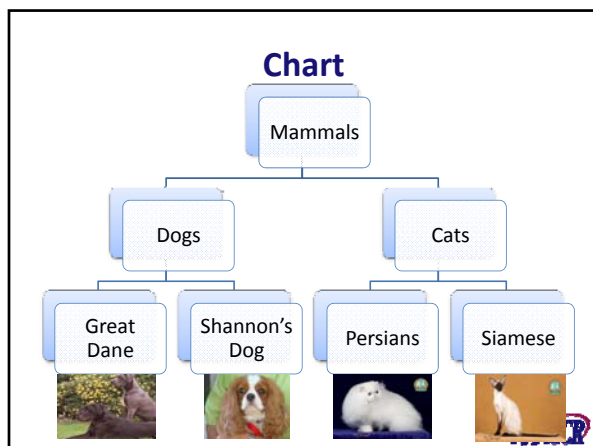 Chart
Mammals
Dogs
Cats
Great
Dane
Shannon's
Dog
Persians
Siamese